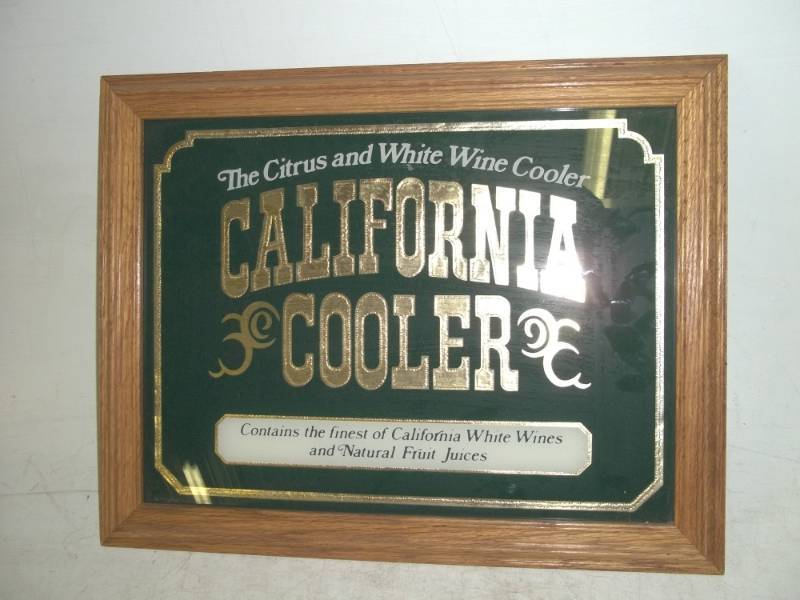 The Citrus and White Wine Cooler
CALIFORNIA
COOLER
Contains the finest of California White Wines
and Natural Fruit Juices